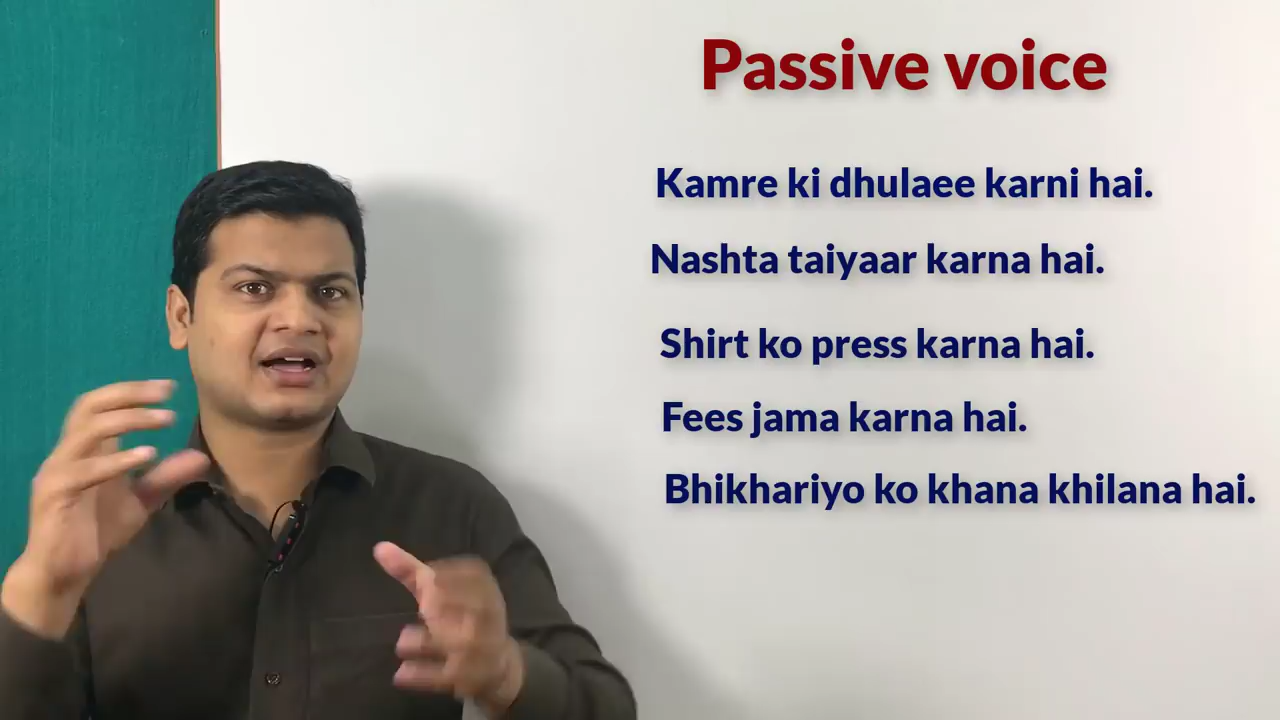 Passive voice
Kamre ki dhulaee karni hai.
Nashta taiyaar karna hai.
Shirt ko press karna hai.
Fees jama karna hai.
Bhikhariyo ko khana khilana hai.